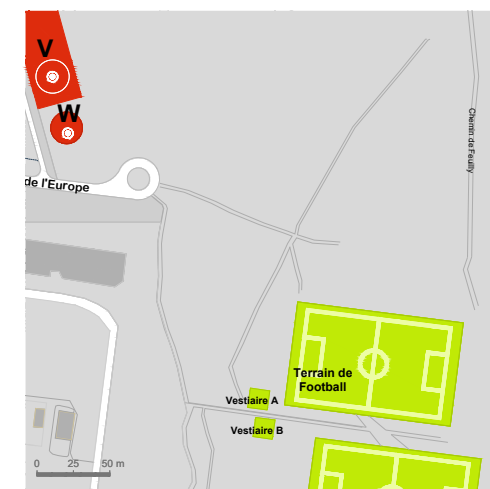 V
W
Chemin de Feuilly
de l'Europe
Terrain de
Football
Vestiaire A
Vestiaire B
0 25 50 m